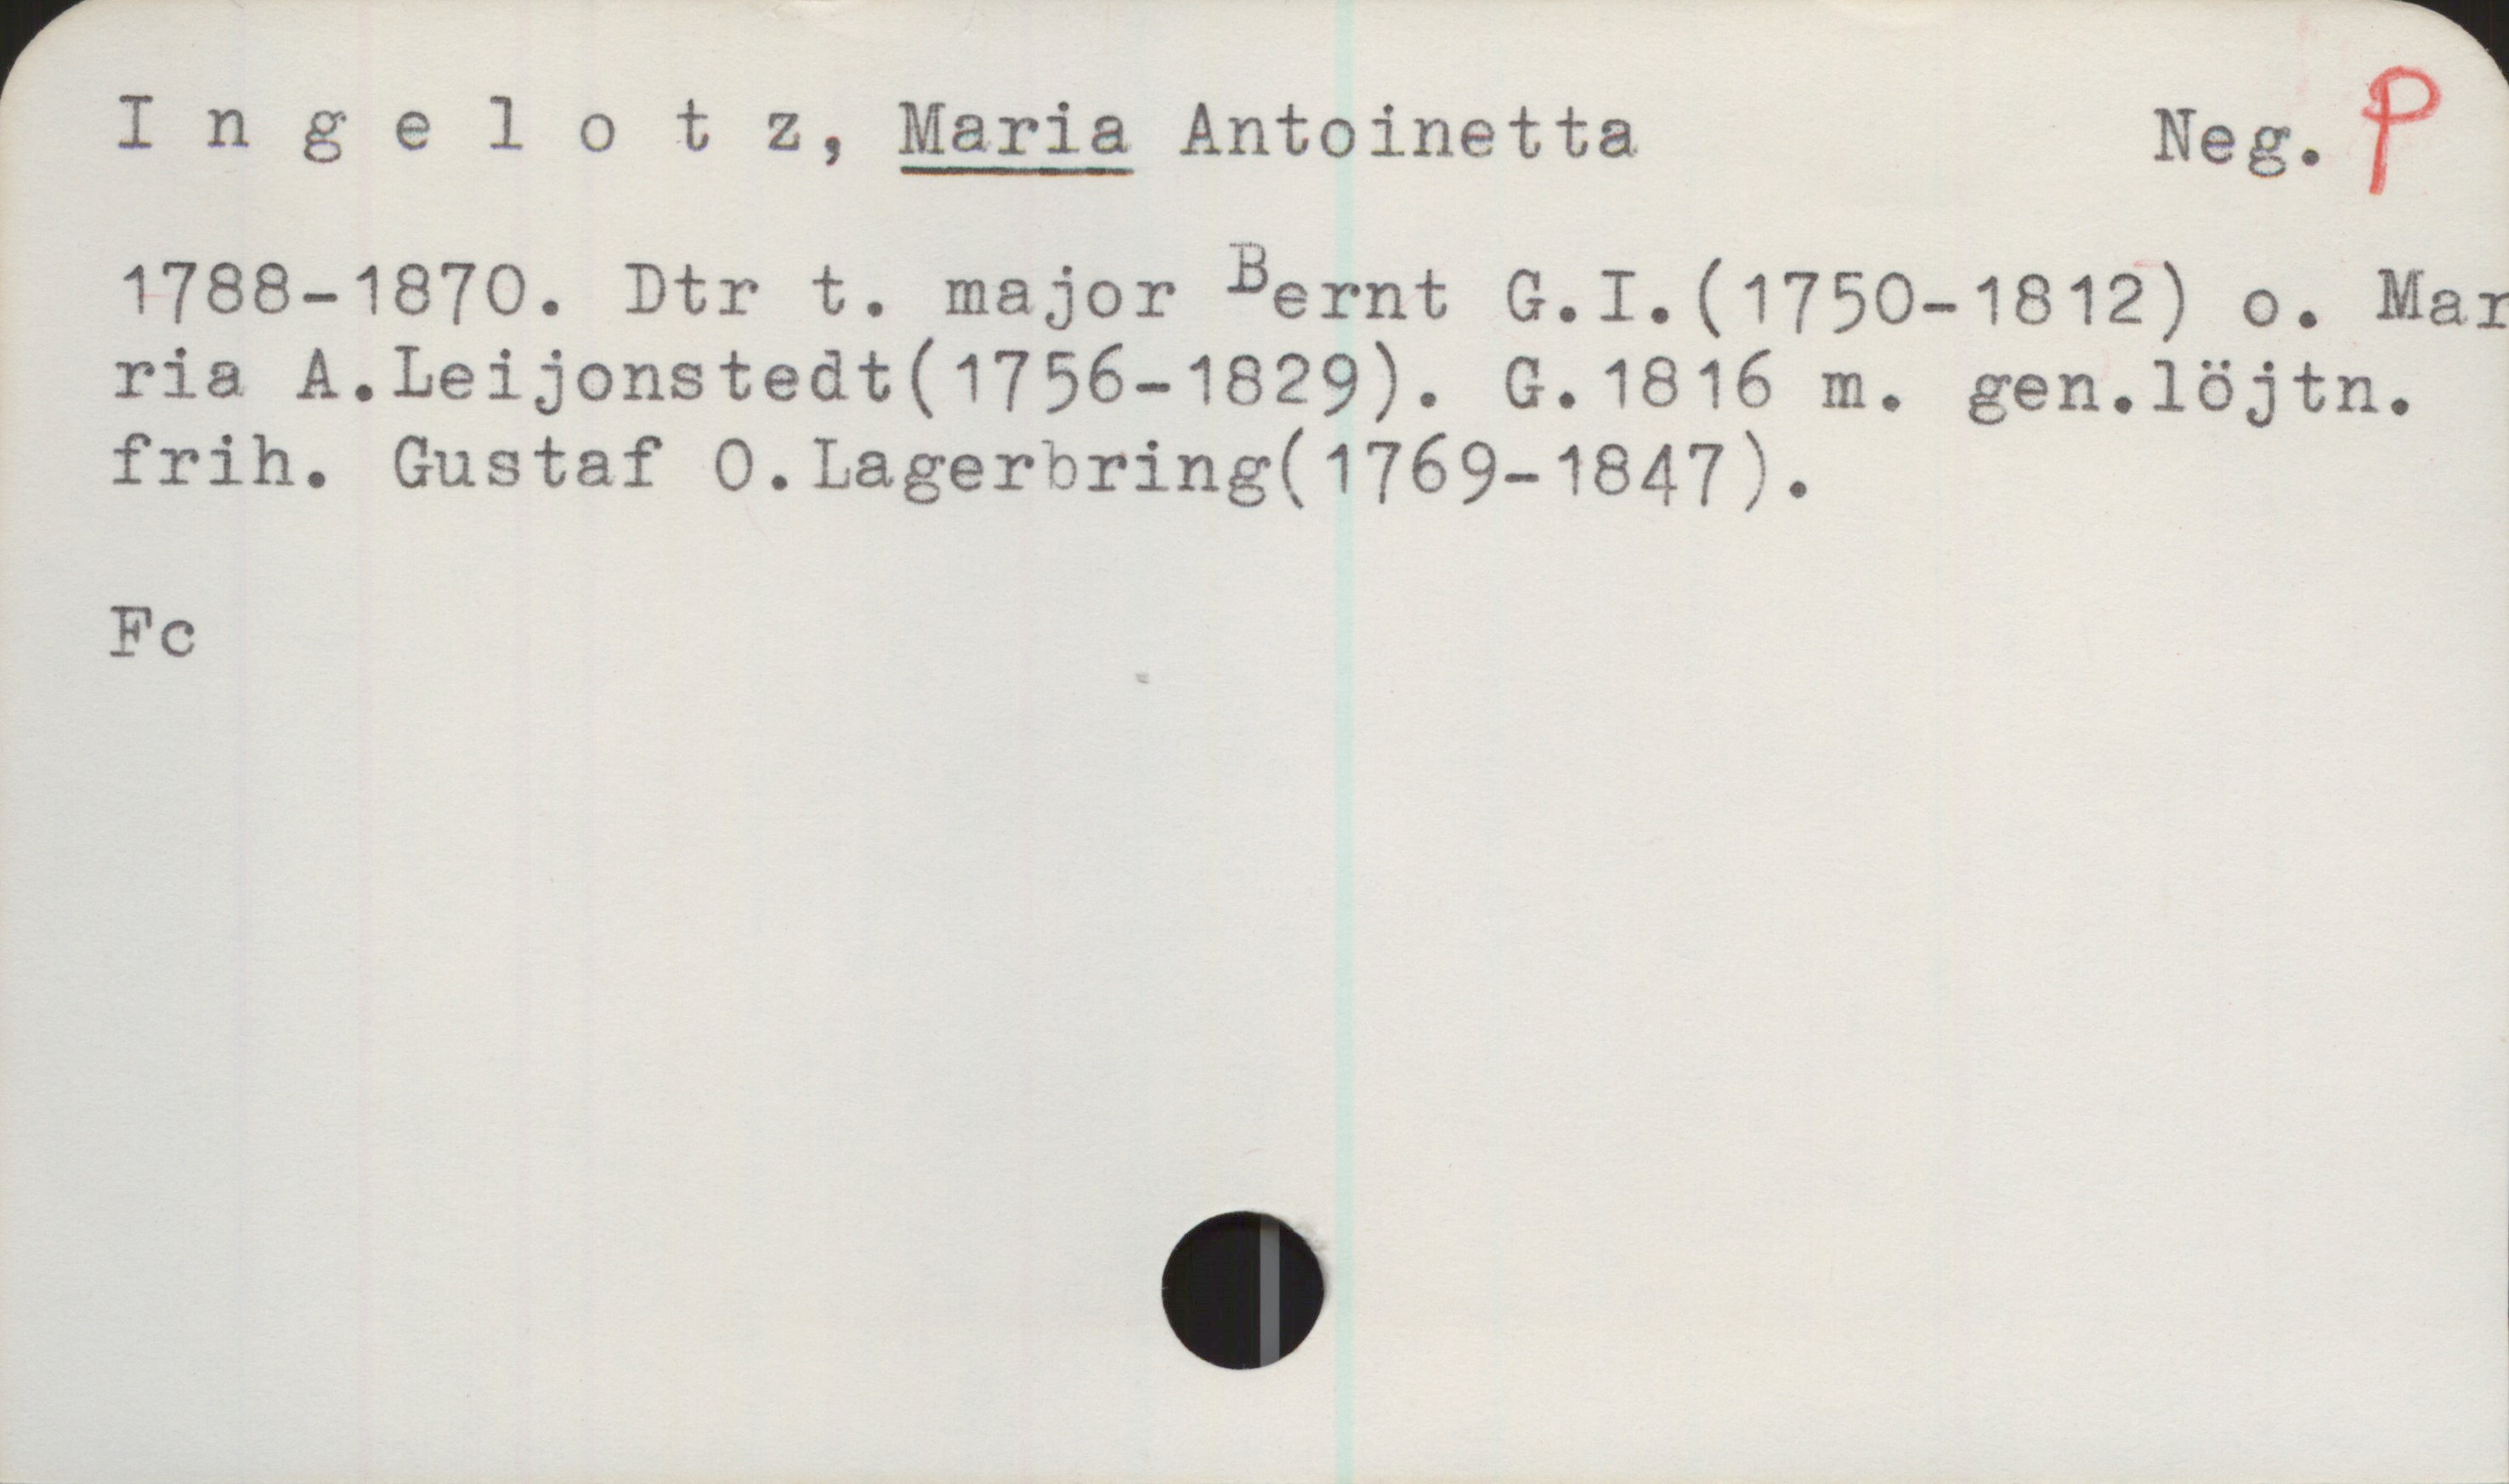 I n g e l o t z, Maria Antoinetta Neg. P
1788-1870. Dtr t. major Bernt G.I.(1750-1812) o. Mar
ria A.Leijonstedt(1756-1829). G.1816 m. gen.löjtn.
frih. Gustaf O.Lagerbring(1769-1847).
Fc